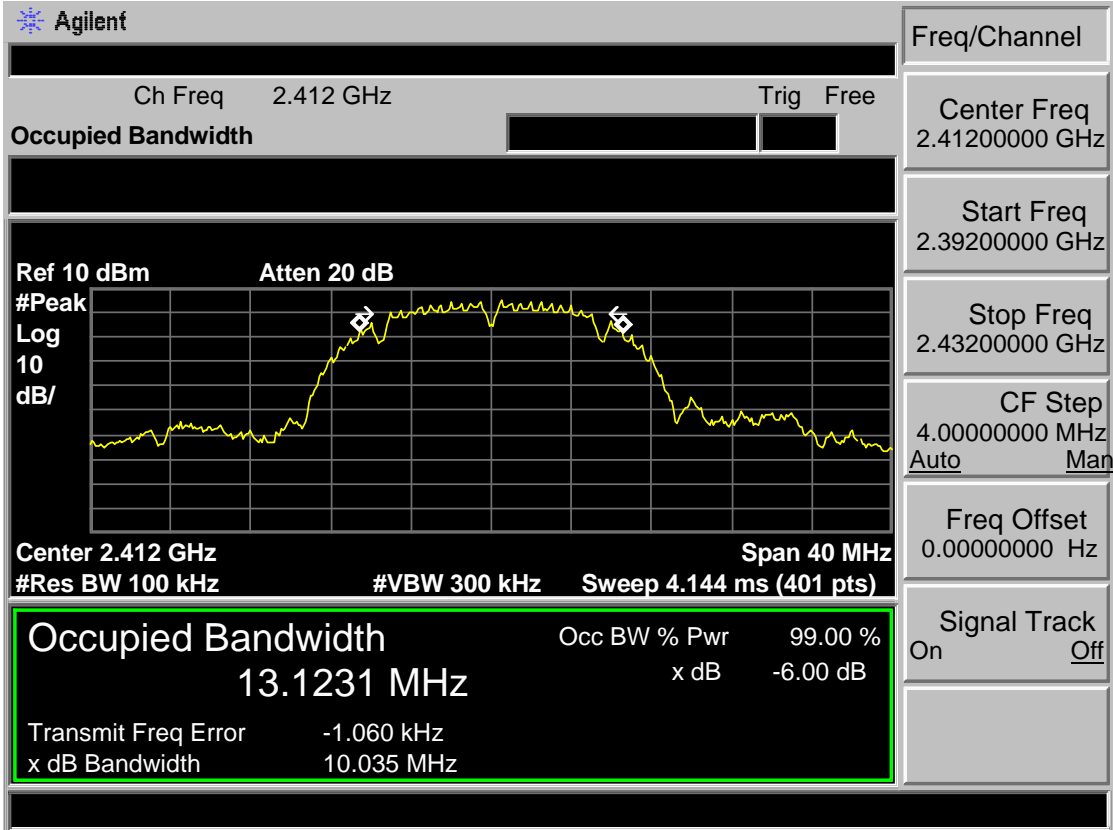 Agilent
Ch Freq 2.412 GHz Trig Free
Occupied Bandwidth
Ref 10 dBm Atten 20 dB
#Peak
Log
10
dB/
Center 2.412 GHz Span 40 MHz
#Res BW 100 kHz #VBW 300 kHz Sweep 4.144 ms (401 pts)
Occupied Bandwidth
13.1231 MHz
Occ BW % Pwr 99.00 %
x dB -6.00 dB
Transmit Freq Error -1.060 kHz
x dB Bandwidth 10.035 MHz
Freq/Channel
Center Freq
2.41200000 GHz
Start Freq
2.39200000 GHz
Stop Freq
2.43200000 GHz
CF Step
4.00000000 MHz
Auto Man
Freq Offset
0.00000000 Hz
Signal Track
On Off